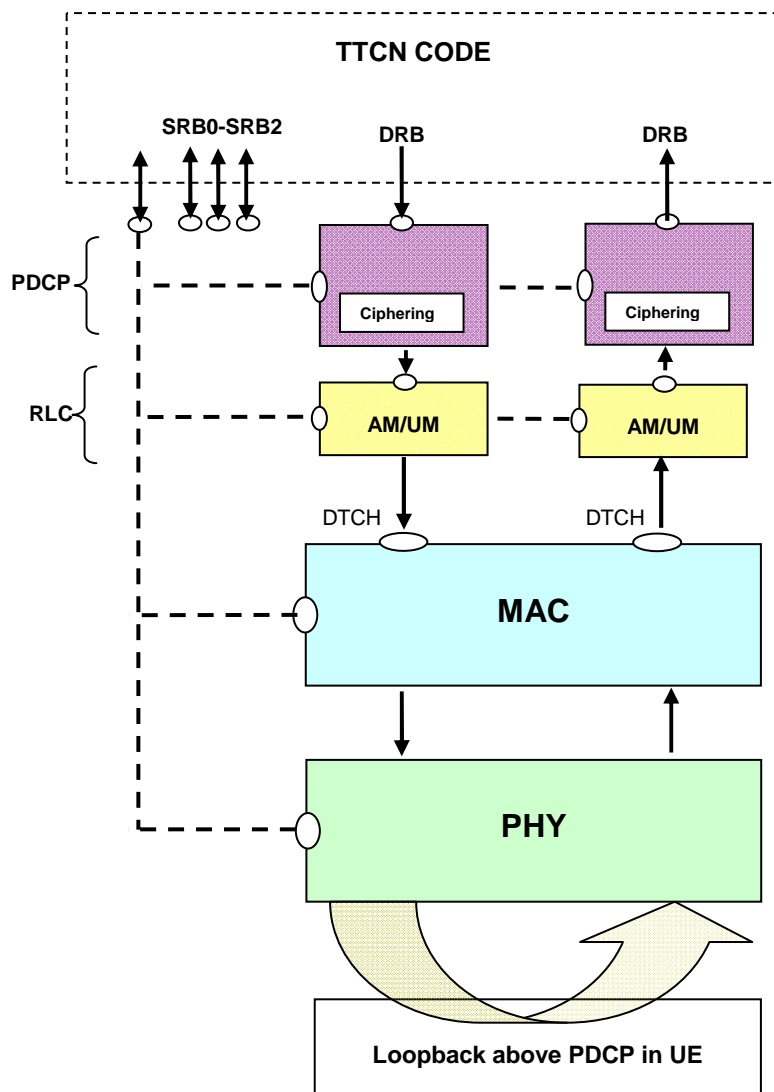 TTCN CODE
SRB0-SRB2
DRB
DRB
PDCP
Ciphering
Ciphering
RLC
AM/UM
AM/UM
DTCH
DTCH
MAC
PHY
Loopback above PDCP in UE